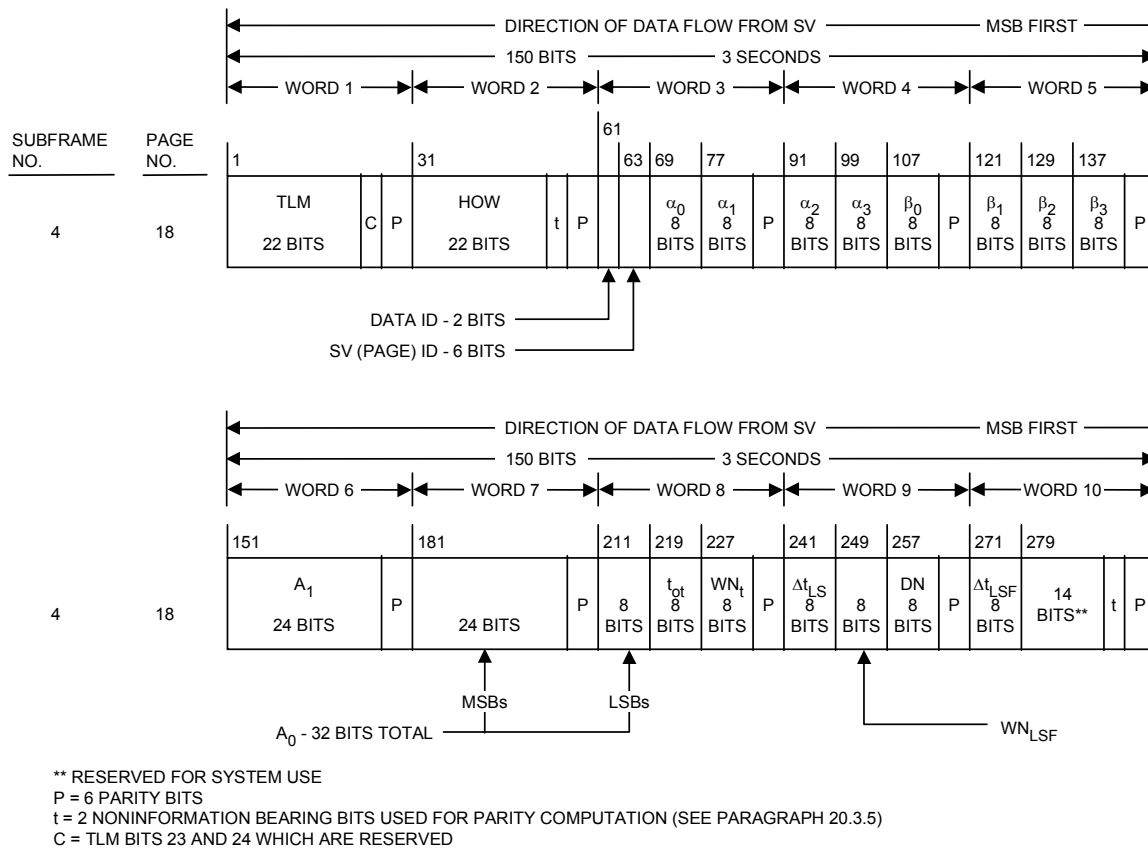 DIRECTION OF DATA FLOW FROM SV MSB FIRST
150 BITS 3 SECONDS
WORD 1 WORD 2 WORD 3 WORD 4 WORD 5
SUBFRAME NO.
PAGE NO.
1 31 61 63 69 77 91 99 107 121 129 137
4 18
TLM 22 BITS
C
P
HOW 22 BITS
t
P
α0 8 BITS
α1 8 BITS
P
α2 8 BITS
α3 8 BITS
β0 8 BITS
P
β1 8 BITS
β2 8 BITS
β3 8 BITS
P
DATA ID - 2 BITS
SV (PAGE) ID - 6 BITS
DIRECTION OF DATA FLOW FROM SV MSB FIRST
150 BITS 3 SECONDS
WORD 6 WORD 7 WORD 8 WORD 9 WORD 10
151 181 211 219 227 241 249 257 271 279
4 18
A1 24 BITS
P
24 BITS
P
8 BITS
tot 8 BITS
WNt 8 BITS
P
ΔtLS 8 BITS
8 BITS
DN 8 BITS
P
ΔtLSF 8 BITS
14 BITS**
t
P
MSBs LSBs
A0 - 32 BITS TOTAL
WNLSF
** RESERVED FOR SYSTEM USE
P = 6 PARITY BITS
t = 2 NONINFORMATION BEARING BITS USED FOR PARITY COMPUTATION (SEE PARAGRAPH 20.3.5)
C = TLM BITS 23 AND 24 WHICH ARE RESERVED